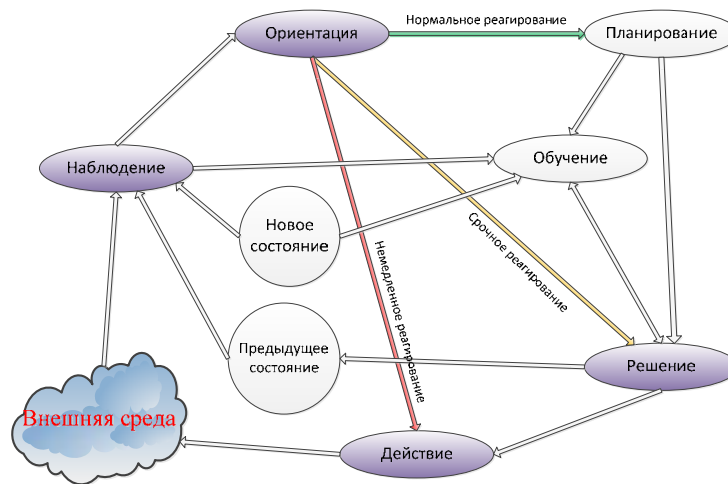 Нормальное реагирование
Ориентация
Планирование
Наблюдение
Обучение
Новое
состояние
Срочное реагирование
Немедленное реагирование
Предыдущее
состояние
Решение
Внешняя среда
Действие